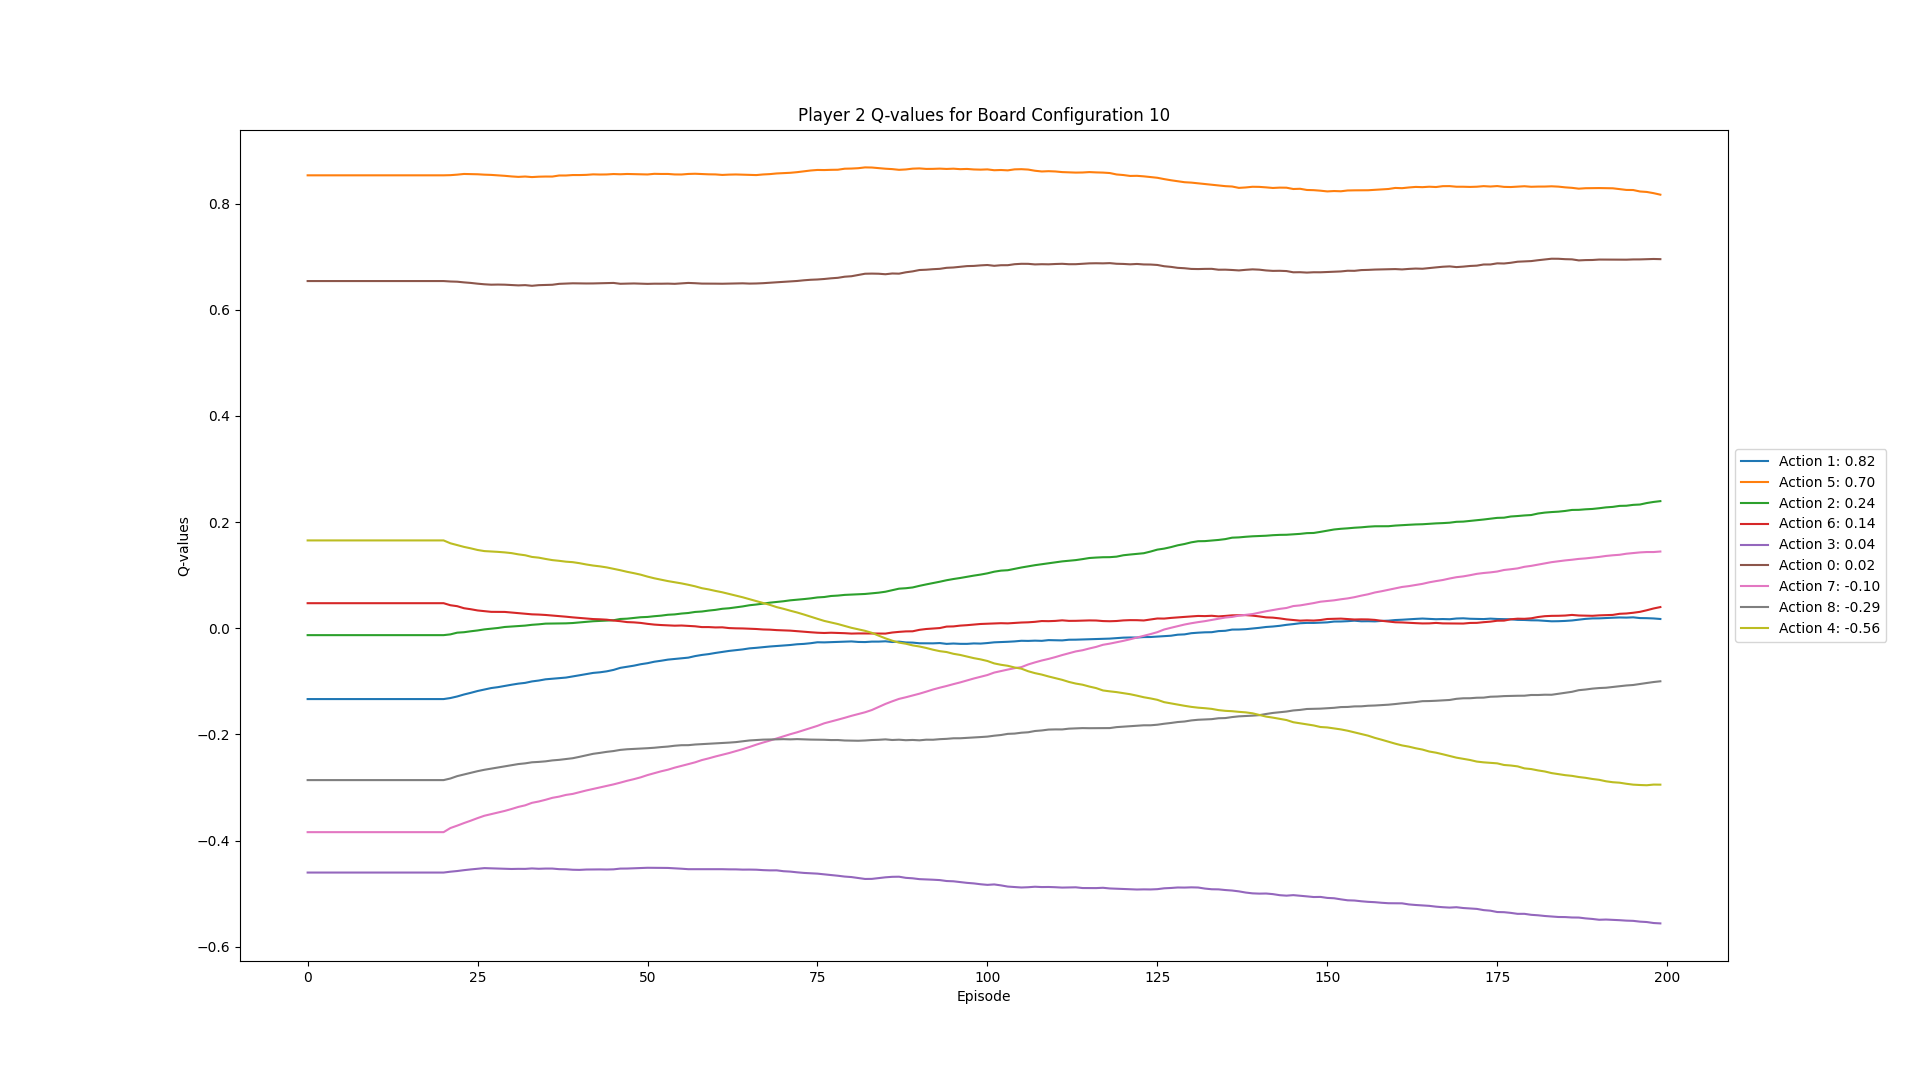 Player 2 Q-values for Board Configuration 10
0.8
0.6
0.4
0.2
0.0
−0.2
−0.4
−0.6
Q-values
0 25 50 75 100 125 150 175 200
Episode
Action 1: 0.82
Action 5: 0.70
Action 2: 0.24
Action 6: 0.14
Action 3: 0.04
Action 0: 0.02
Action 7: -0.10
Action 8: -0.29
Action 4: -0.56